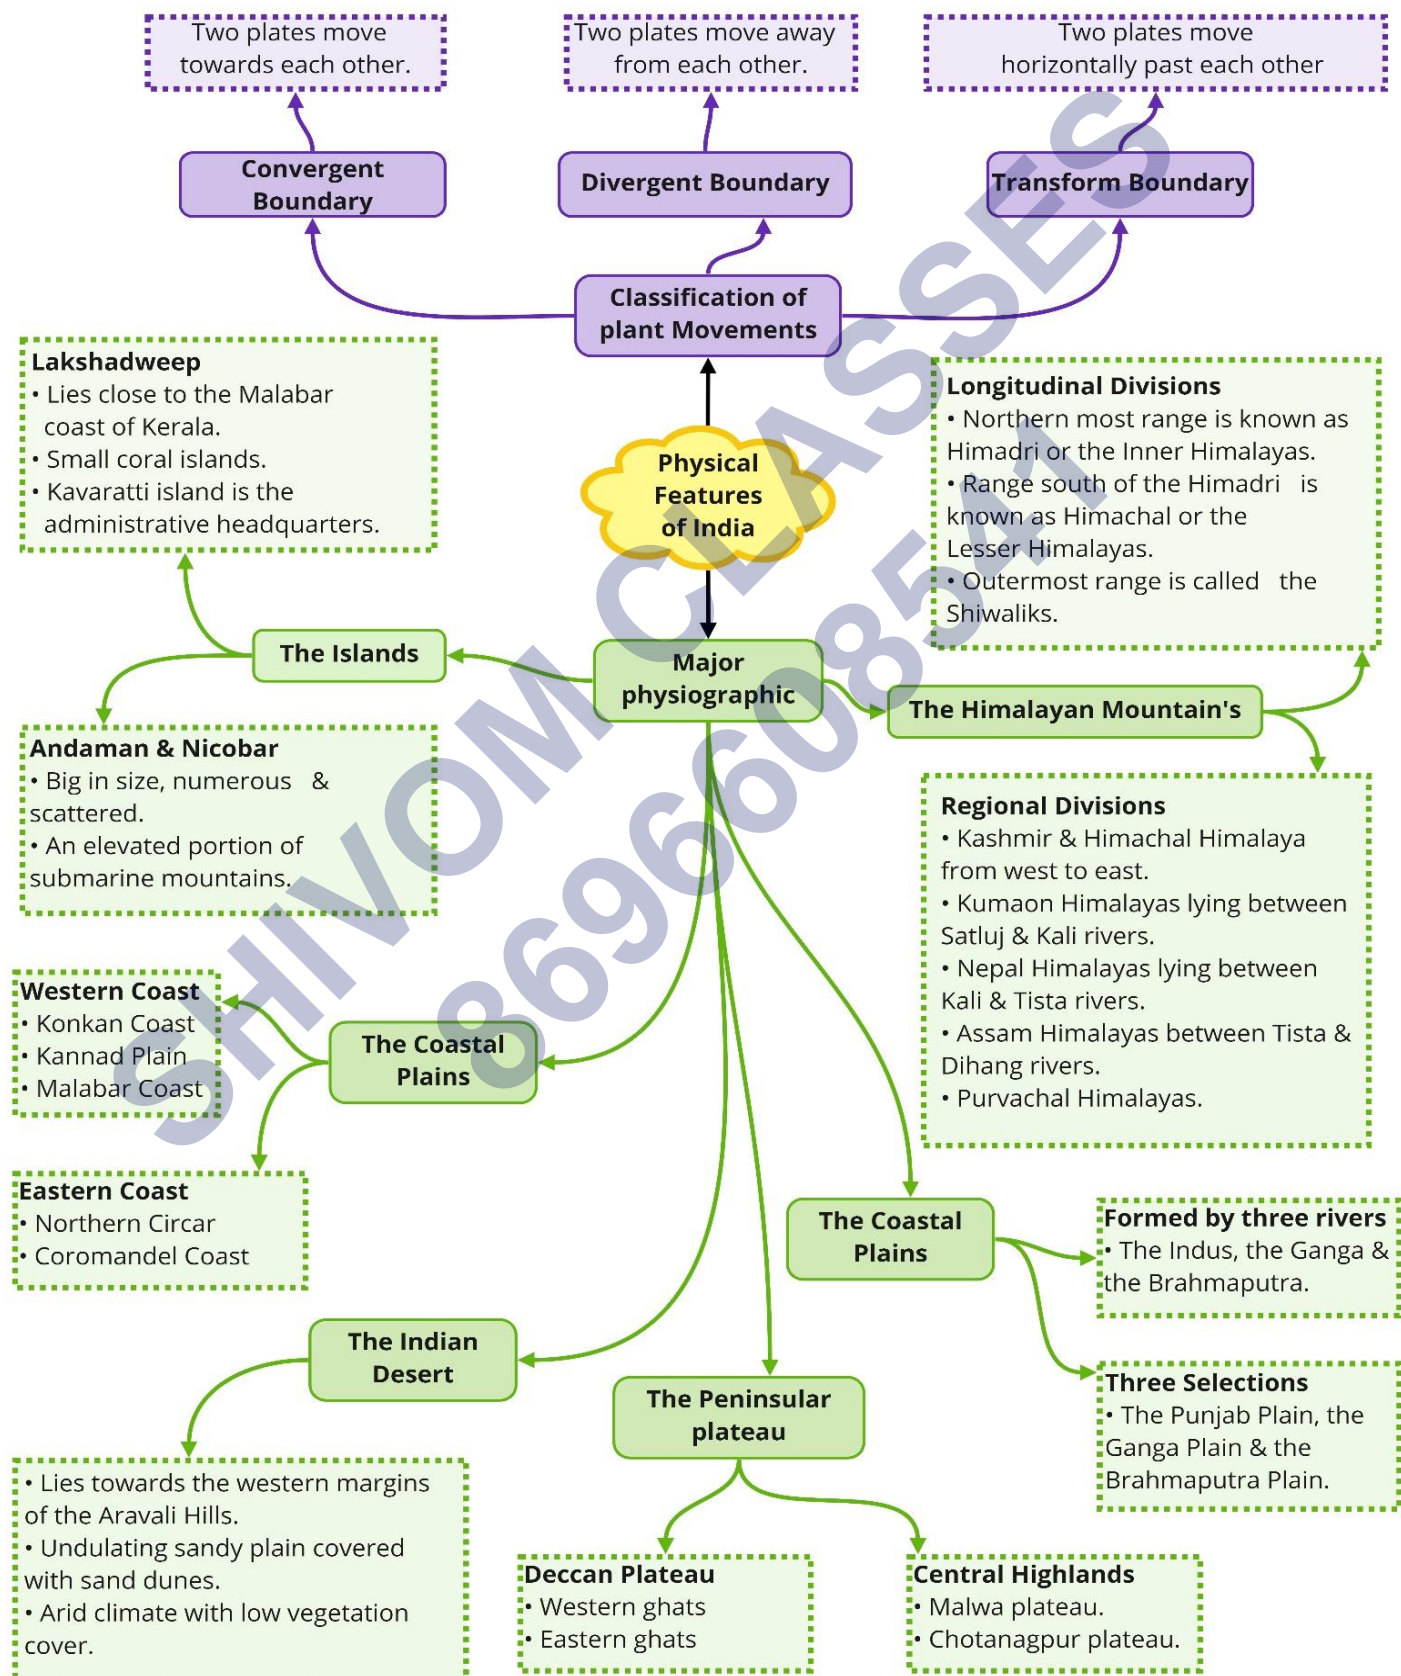 Two plates move
towards each other.
Two plates move away
from each other.
Two plates move
horizontally past each other
Convergent
Boundary
Divergent Boundary
Transform Boundary
Classification of
plant Movements
Lakshadweep
• Lies close to the Malabar
coast of Kerala.
• Small coral islands.
• Kavaratti island is the
administrative headquarters.
Physical
Features
of India
Longitudinal Divisions
• Northern most range is known as
Himadri or the Inner Himalayas.
• Range south of the Himadri is
known as Himachal or the
Lesser Himalayas.
• Outermost range is called the
Shiwaliks.
The Islands
Major
physiographic
The Himalayan Mountain's
Andaman & Nicobar
• Big in size, numerous &
scattered.
• An elevated portion of
submarine mountains.
Regional Divisions
• Kashmir & Himachal Himalaya
from west to east.
• Kumaon Himalayas lying between
Satluj & Kali rivers.
• Nepal Himalayas lying between
Kali & Tista rivers.
• Assam Himalayas between Tista &
Dihang rivers.
• Purvachal Himalayas.
Western Coast
• Konkan Coast
• Kannad Plain
• Malabar Coast
The Coastal
Plains
Eastern Coast
• Northern Circar
• Coromandel Coast
The Coastal
Plains
Formed by three rivers
• The Indus, the Ganga &
the Brahmaputra.
The Indian
Desert
Three Selections
• The Punjab Plain, the
Ganga Plain & the
Brahmaputra Plain.
The Peninsular
plateau
• Lies towards the western margins
of the Aravali Hills.
• Undulating sandy plain covered
with sand dunes.
• Arid climate with low vegetation
cover.
Deccan Plateau
• Western ghats
• Eastern ghats
Central Highlands
• Malwa plateau.
• Chotanagpur plateau.
SHIVOM CLASSES
8696608541